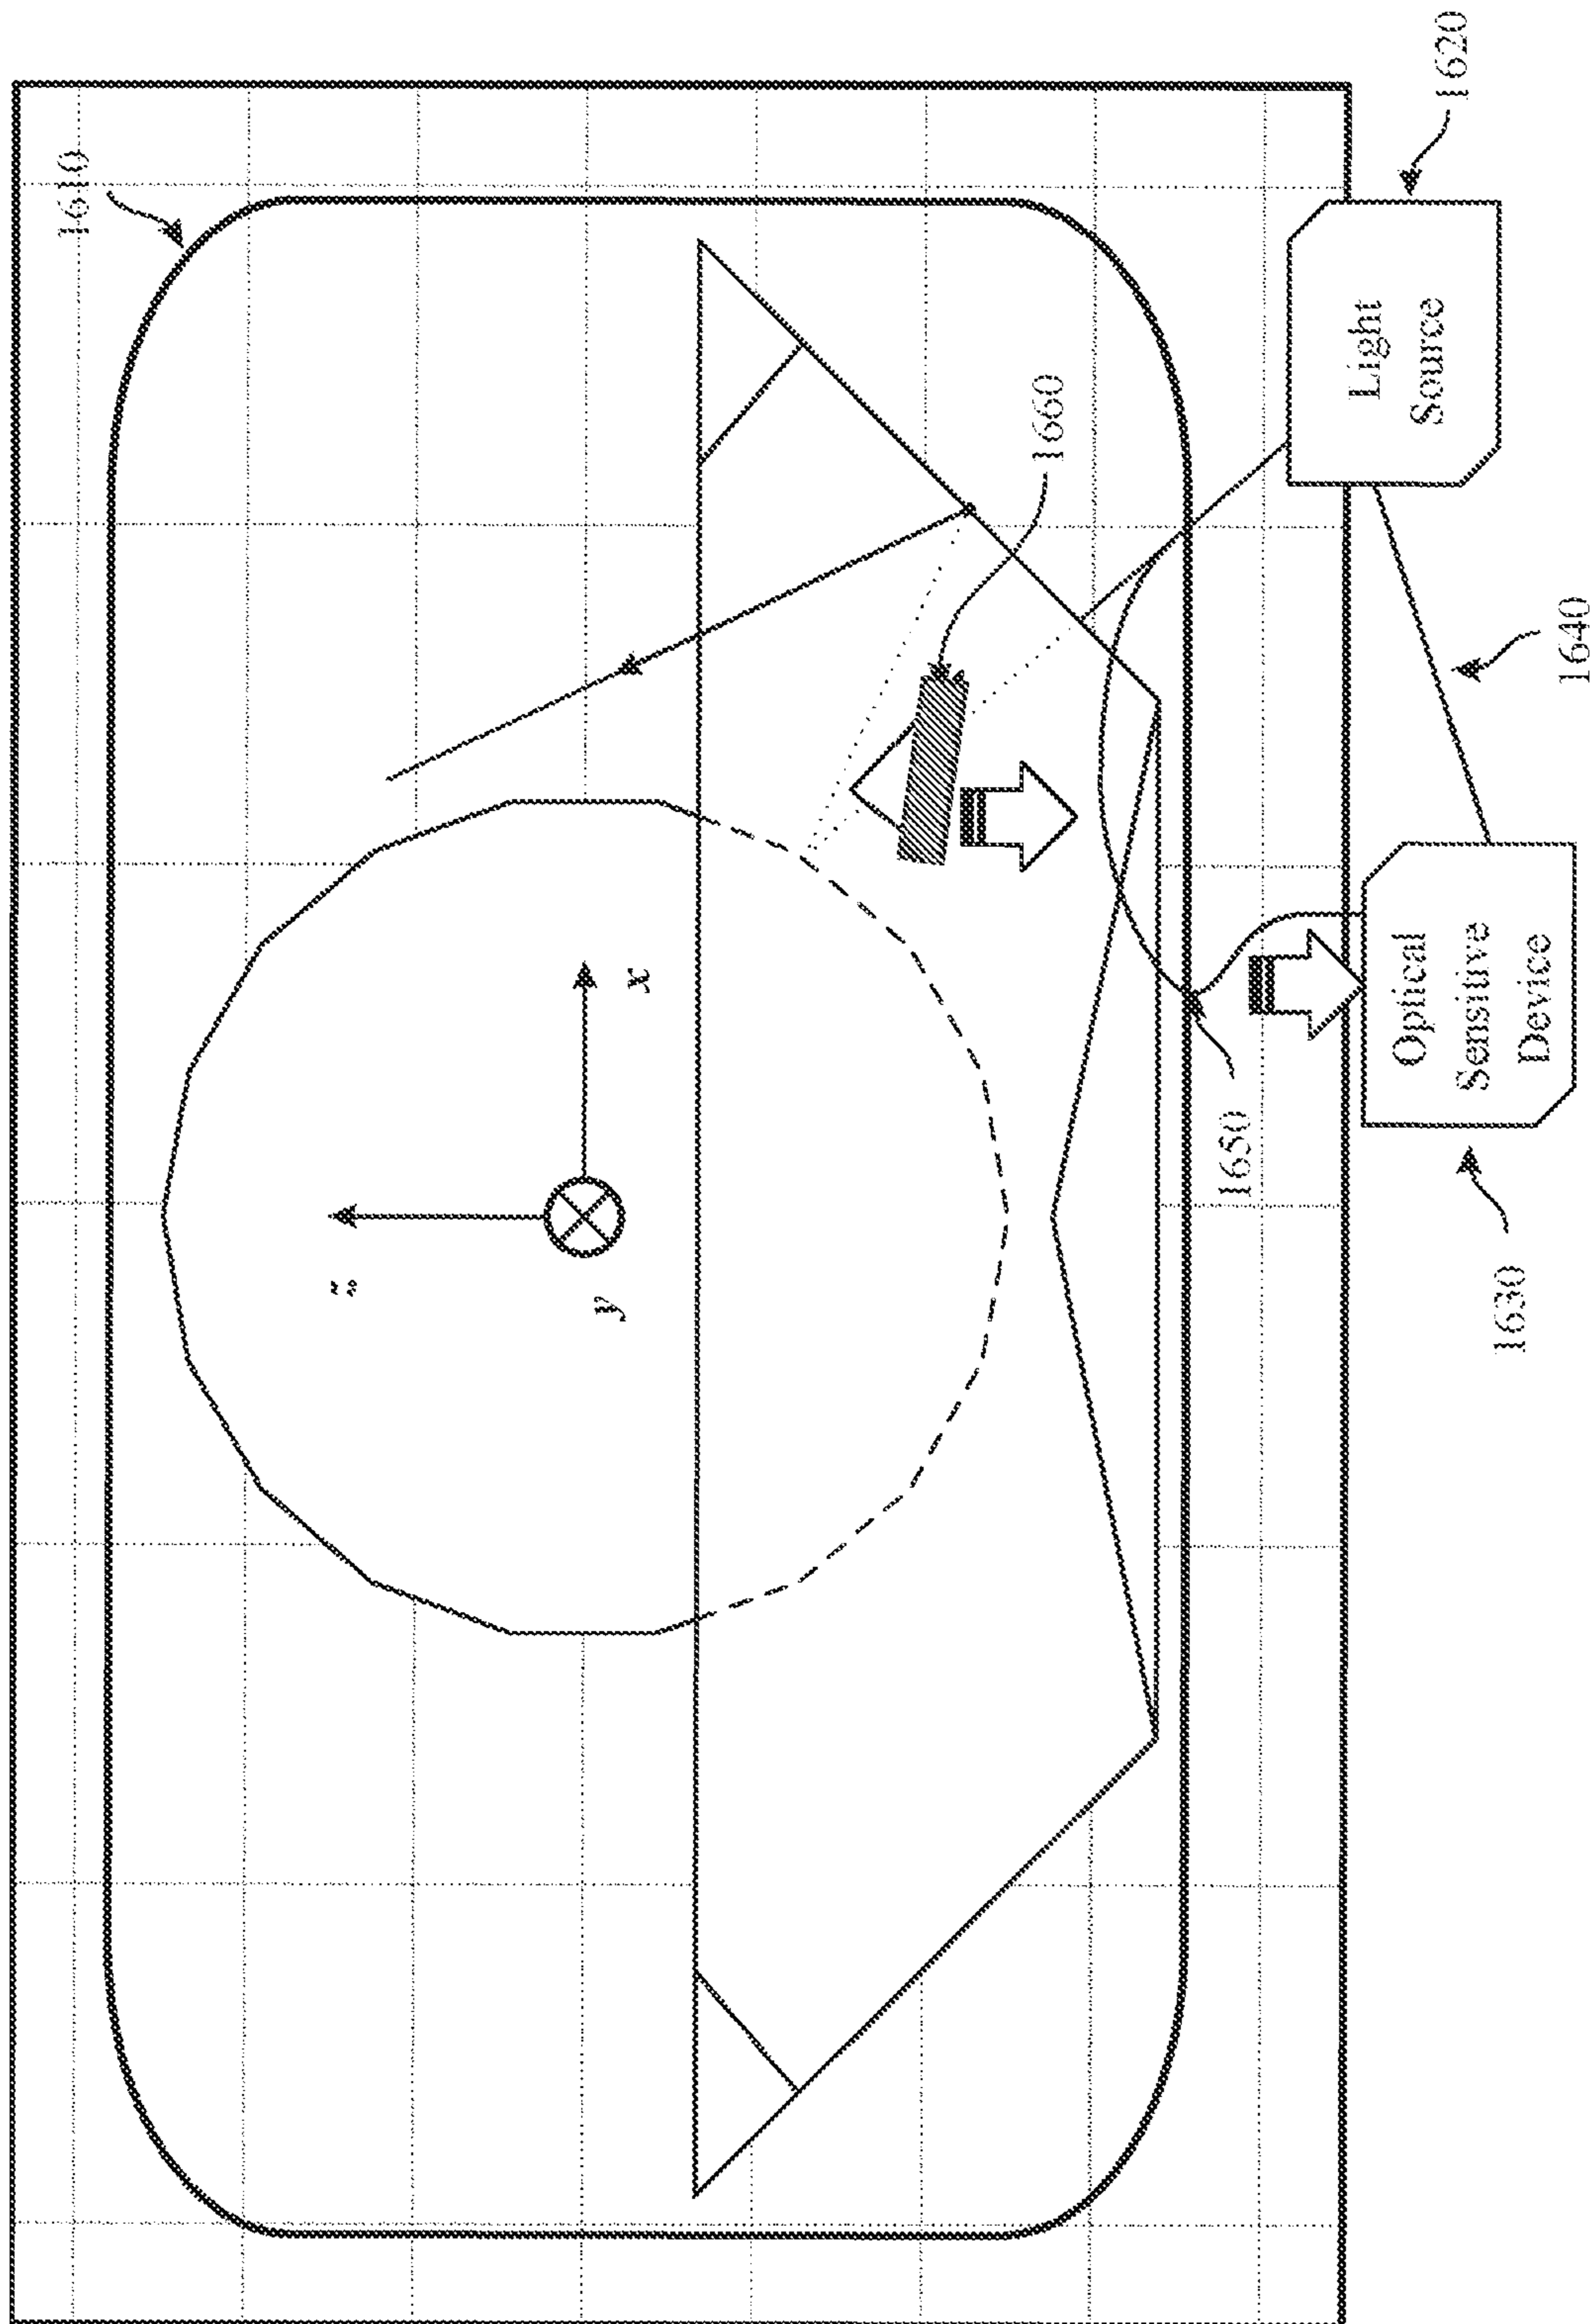 1610
1620
Light
Source
1660
1640
x
Optical
Sensitive
Device
1650
z
y
1630